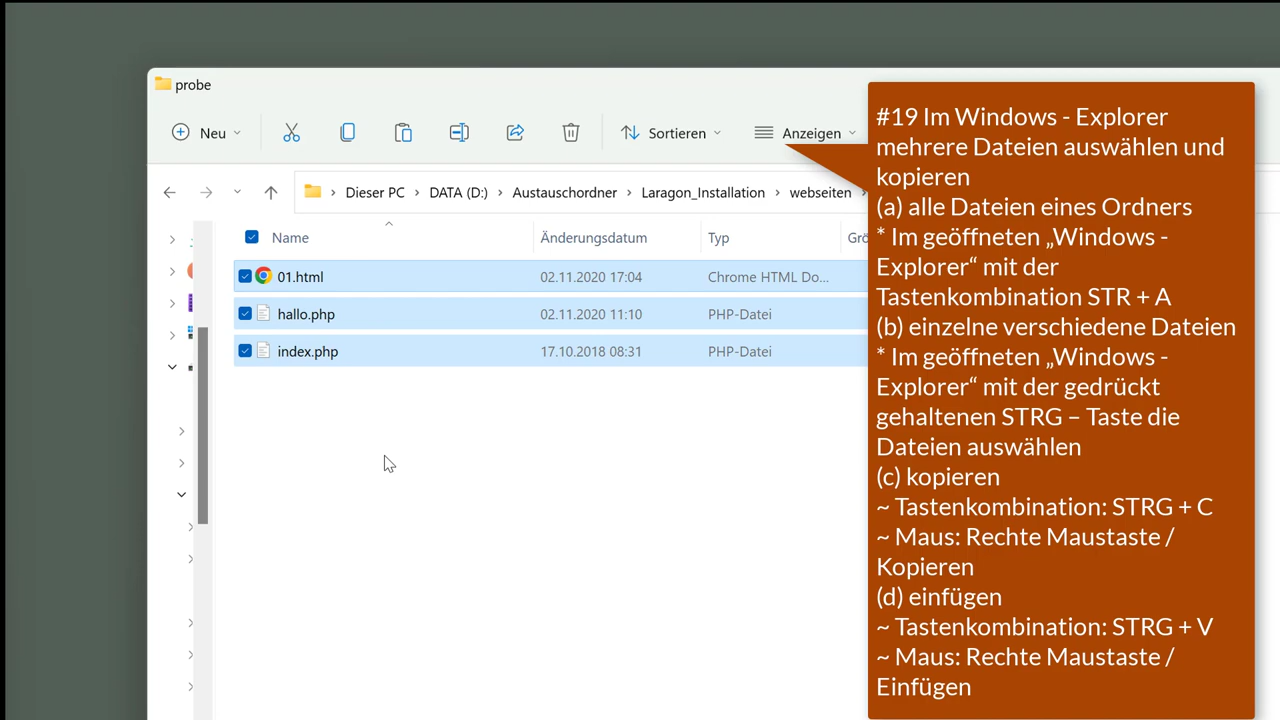 probe
Neu
Sortieren
Anzeigen
Dieser PC
DATA (D:)
Austauschordner
Laragon_Installation
webseiten
Name
Änderungsdatum
Typ
01.html
02.11.2020 17:04
Chrome HTML Do...
hallo.php
02.11.2020 11:10
PHP-Datei
index.php
17.10.2018 08:31
PHP-Datei
#19 Im Windows - Explorer
mehrere Dateien auswählen und
kopieren
(a) alle Dateien eines Ordners
* Im geöffneten „Windows -
Explorer“ mit der
Tastenkombination STR + A
(b) einzelne verschiedene Dateien
* Im geöffneten „Windows -
Explorer“ mit der gedrückt
gehaltenen STRG – Taste die
Dateien auswählen
(c) kopieren
~ Tastenkombination: STRG + C
~ Maus: Rechte Maustaste /
Kopieren
(d) einfügen
~ Tastenkombination: STRG + V
~ Maus: Rechte Maustaste /
Einfügen